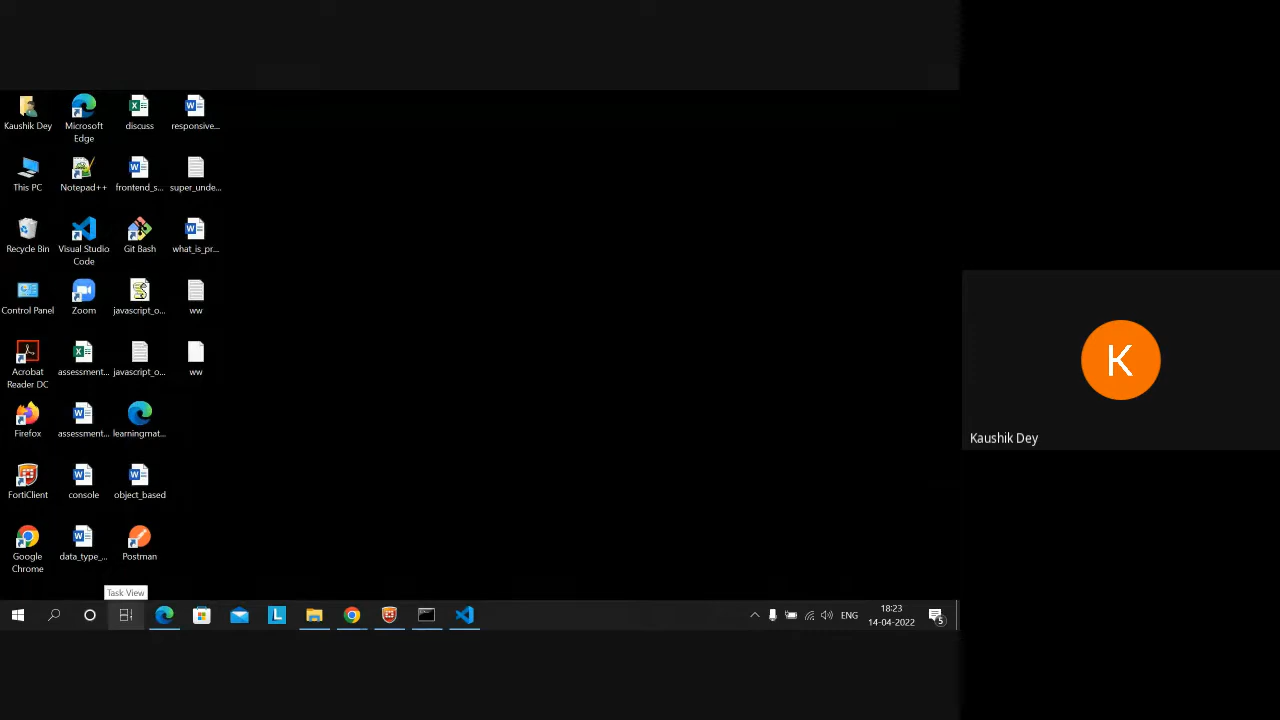 Kaushik Dey
Microsoft
Edge
discuss
responsive...
This PC
Notepad++
frontend_s...
super_unde...
Recycle Bin
Visual Studio
Code
Git Bash
what_is_pr...
Control Panel
Zoom
javascript_o...
ww
Acrobat
Reader DC
assessment...
javascript_o...
ww
Firefox
assessment...
learningmat...
FortiClient
console
object_based
Google
Chrome
data_type_...
Postman
Task View
ENG
18:23
14-04-2022
5
K
Kaushik Dey